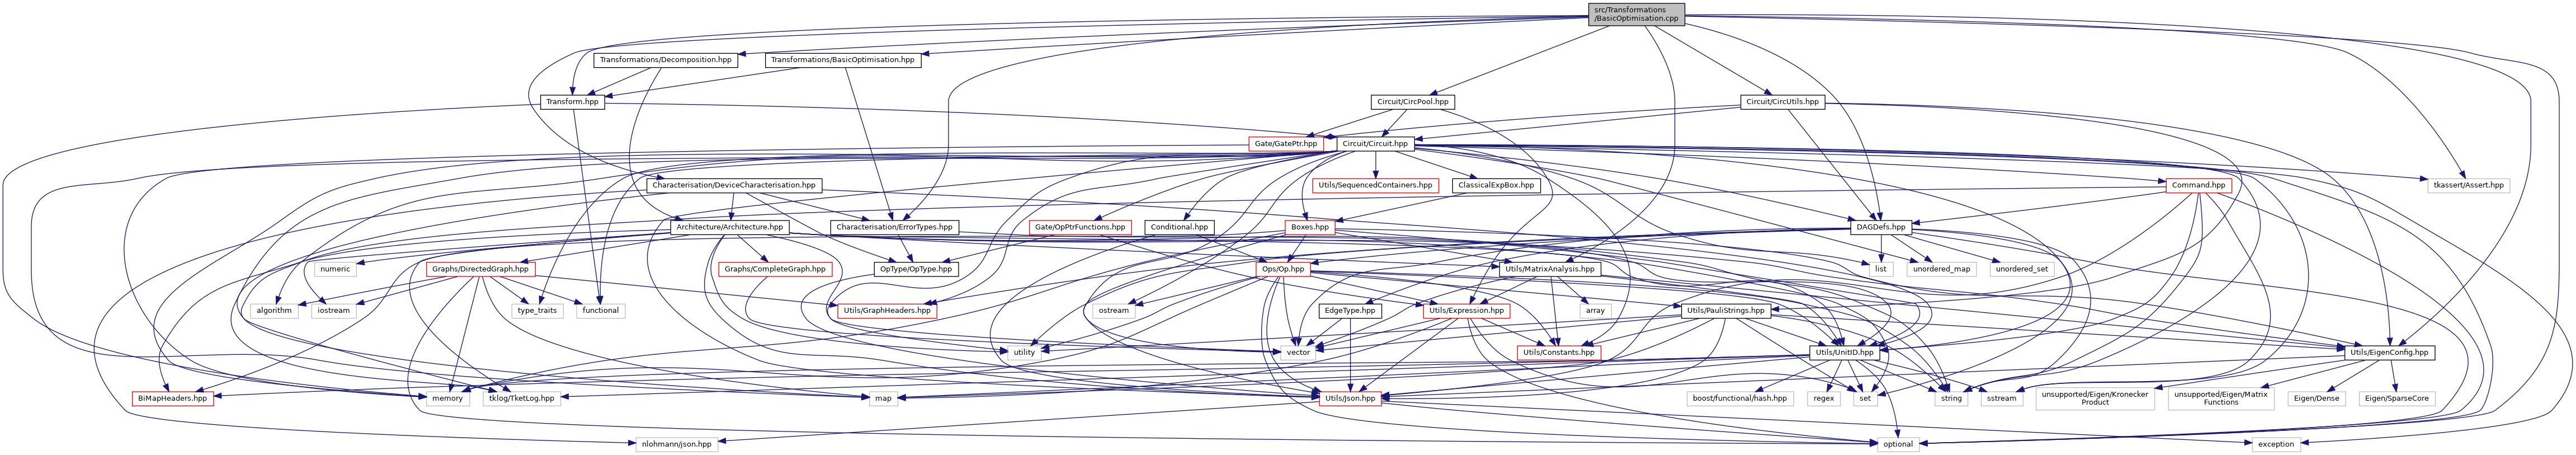 src/Transformations
/BasicOptimisation.cpp
Transformations/Decomposition.hpp
Transformations/BasicOptimisation.hpp
Transform.hpp
Circuit/CircPool.hpp
Circuit/CircUtils.hpp
Gate/GatePtr.hpp
Circuit/Circuit.hpp
Characterisation/DeviceCharacterisation.hpp
Utils/SequencedContainers.hpp
ClassicalExpBox.hpp
Command.hpp
tkassert/Assert.hpp
Architecture/Architecture.hpp
Characterisation/ErrorTypes.hpp
Gate/OpPtrFunctions.hpp
Conditional.hpp
Boxes.hpp
DAGDefs.hpp
numeric
Graphs/DirectedGraph.hpp
Graphs/CompleteGraph.hpp
OpType/OpType.hpp
Ops/Op.hpp
Utils/MatrixAnalysis.hpp
list
unordered_map
unordered_set
algorithm
iostream
type_traits
functional
Utils/GraphHeaders.hpp
ostream
EdgeType.hpp
Utils/Expression.hpp
array
Utils/PauliStrings.hpp
utility
vector
Utils/Constants.hpp
Utils/UnitID.hpp
Utils/EigenConfig.hpp
BiMapHeaders.hpp
memory
tklog/TketLog.hpp
map
Utils/Json.hpp
boost/functional/hash.hpp
regex
set
string
sstream
unsupported/Eigen/Kronecker
Product
unsupported/Eigen/Matrix
Functions
Eigen/Dense
Eigen/SparseCore
nlohmann/json.hpp
optional
exception